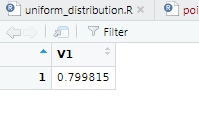 uniform_distribution.R
poi
Filter
V1
1 0.799815